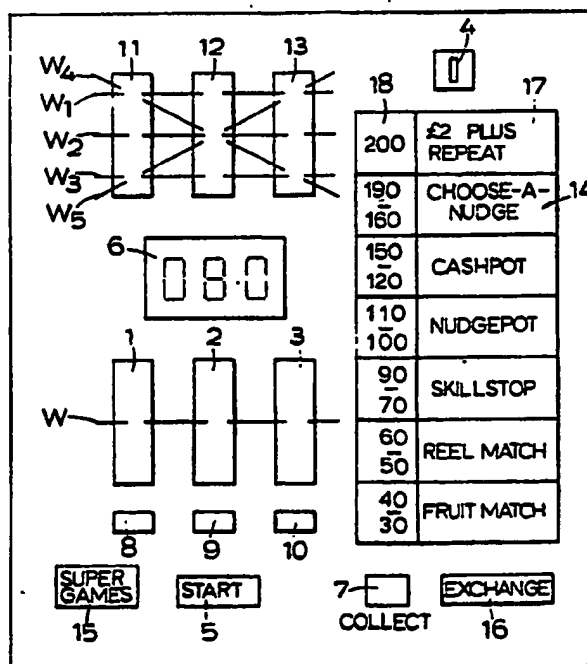 4
11 12 13
W4
W1
W2
W3
W5
18 17
200 £2 PLUS REPEAT
190 - 160 CHOOSE-A-NUDGE 14
150 - 120 CASHPOT
110 - 100 NUDGEPOT
90 - 70 SKILLSTOP
60 - 50 REEL MATCH
40 - 30 FRUIT MATCH
6
08.0
1 2 3
W
8 9 10
SUPER GAMES
15
START
5
7
COLLECT
EXCHANGE
16